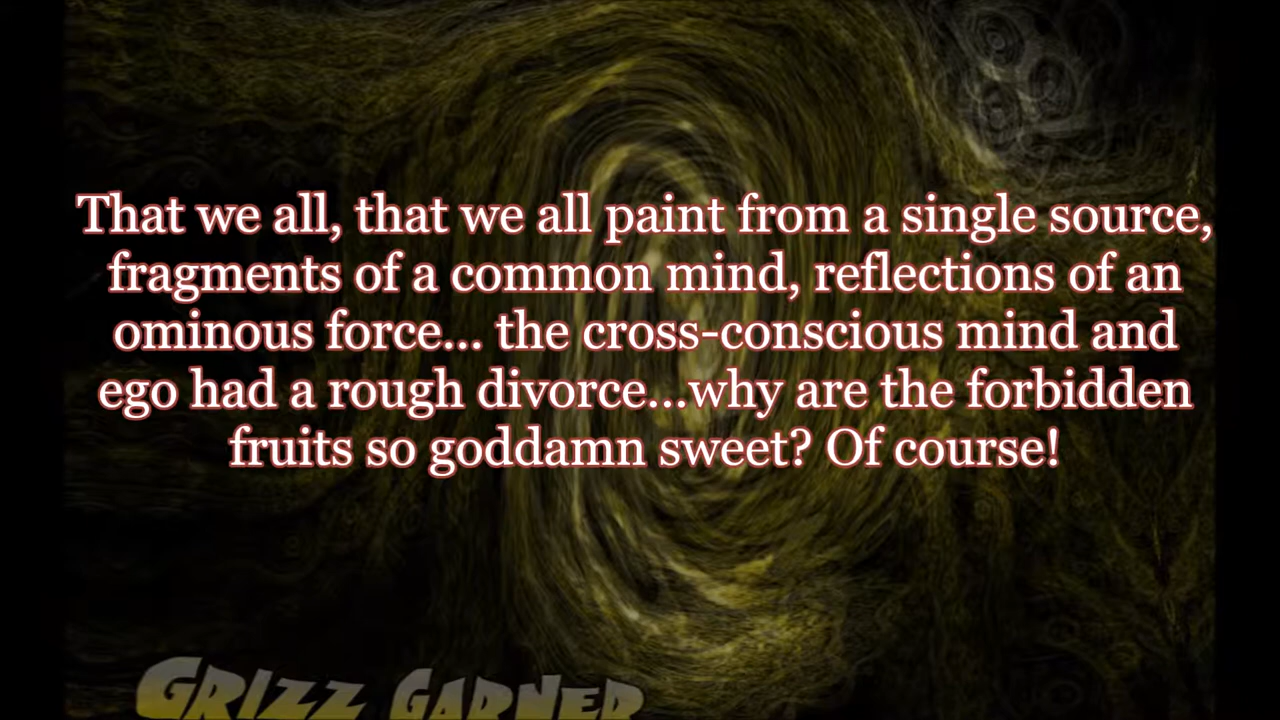 That we all, that we all paint from a single source,
fragments of a common mind, reflections of an
ominous force... the cross-conscious mind and
ego had a rough divorce...why are the forbidden
fruits so goddamn sweet? Of course!
GRIZZ GARNER